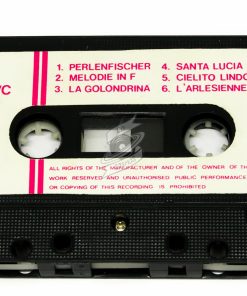 VC
1. PERLENFISCHER 4. SANTA LUCIA
2. MELODIE IN F 5. CIELITO LINDO
3. LA GOLONDRINA 6. L'ARLESIENNE
ALL RIGHTS OF THE MANUFACTURER AND OF THE OWNER OF TH
WORK RESERVED AND UNAUTHORISED PUBLIC PERFORMANCE
OR COPYING OF THIS RECORDING IS PROHIBITED